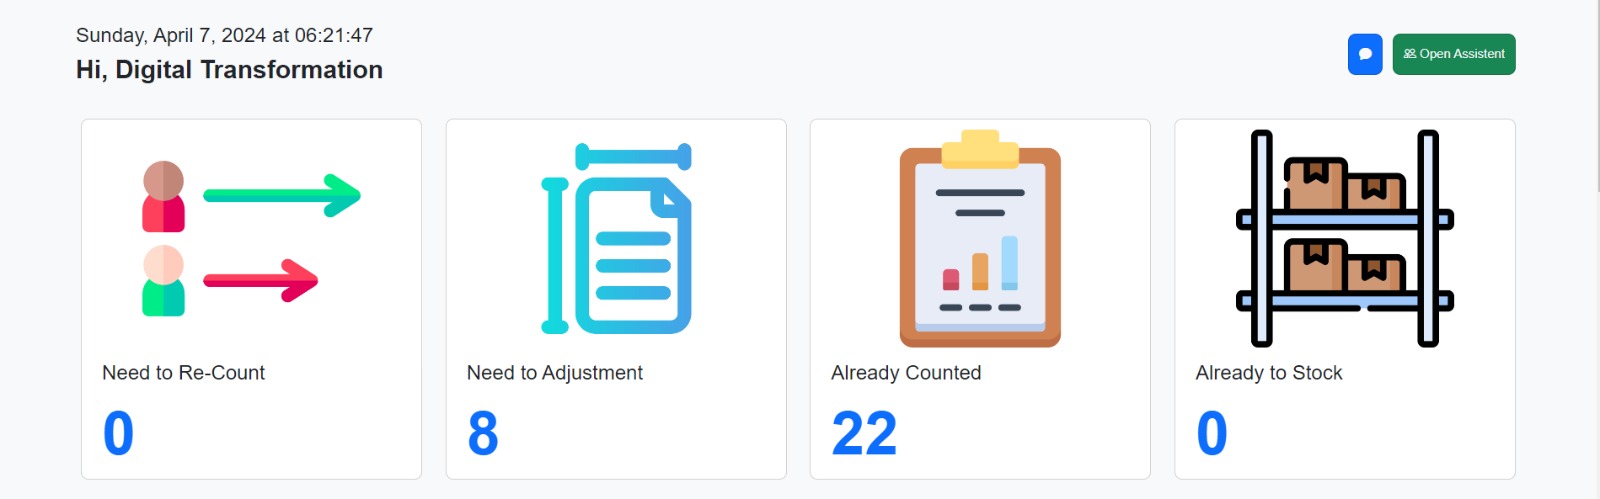 Sunday, April 7, 2024 at 06:21:47
Hi, Digital Transformation
Open Assistent
Need to Re-Count
0
Need to Adjustment
8
Already Counted
22
Already to Stock
0